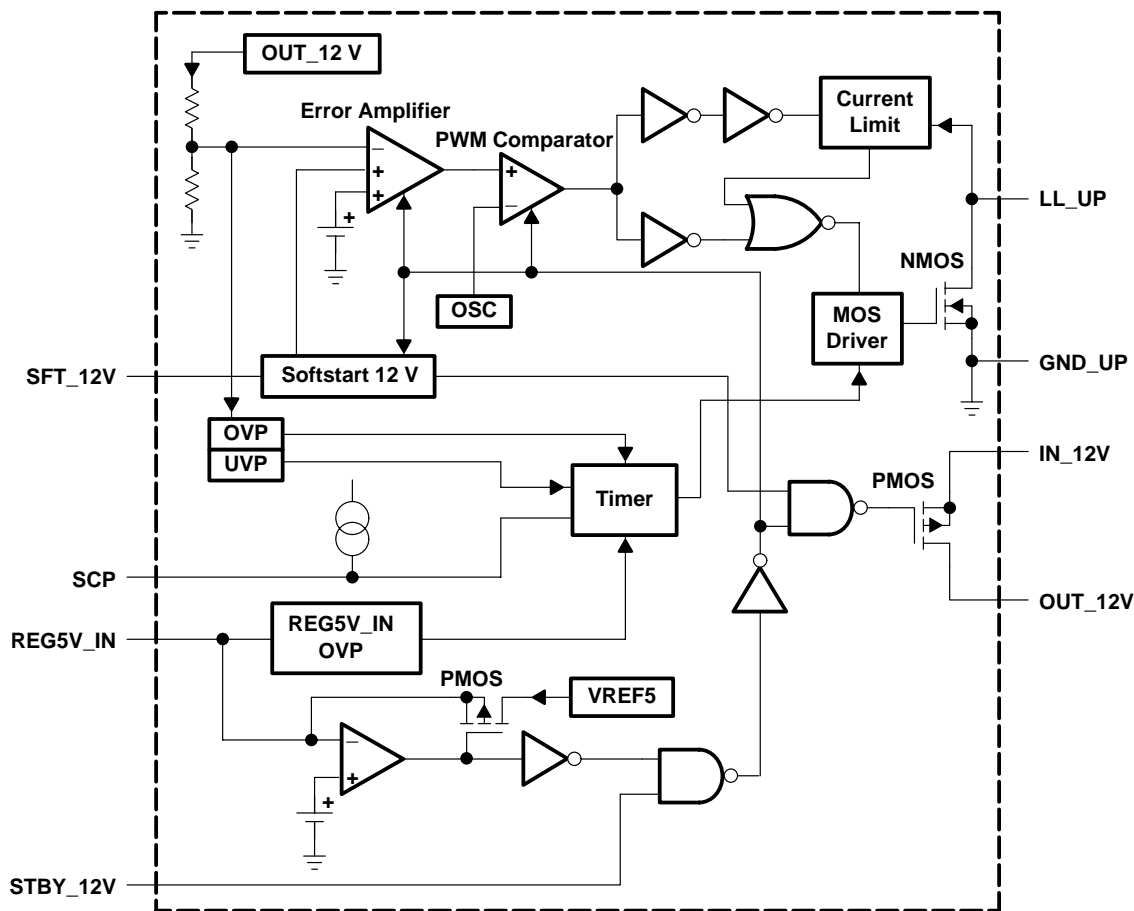 OUT_12 V
Error Amplifier
PWM Comparator
Current
Limit
−
+
+
+
+
−
LL_UP
NMOS
OSC
MOS
Driver
SFT_12V
Softstart 12 V
GND_UP
OVP
UVP
IN_12V
PMOS
Timer
SCP
OUT_12V
REG5V_IN
REG5V_IN
OVP
PMOS
VREF5
−
+
+
STBY_12V